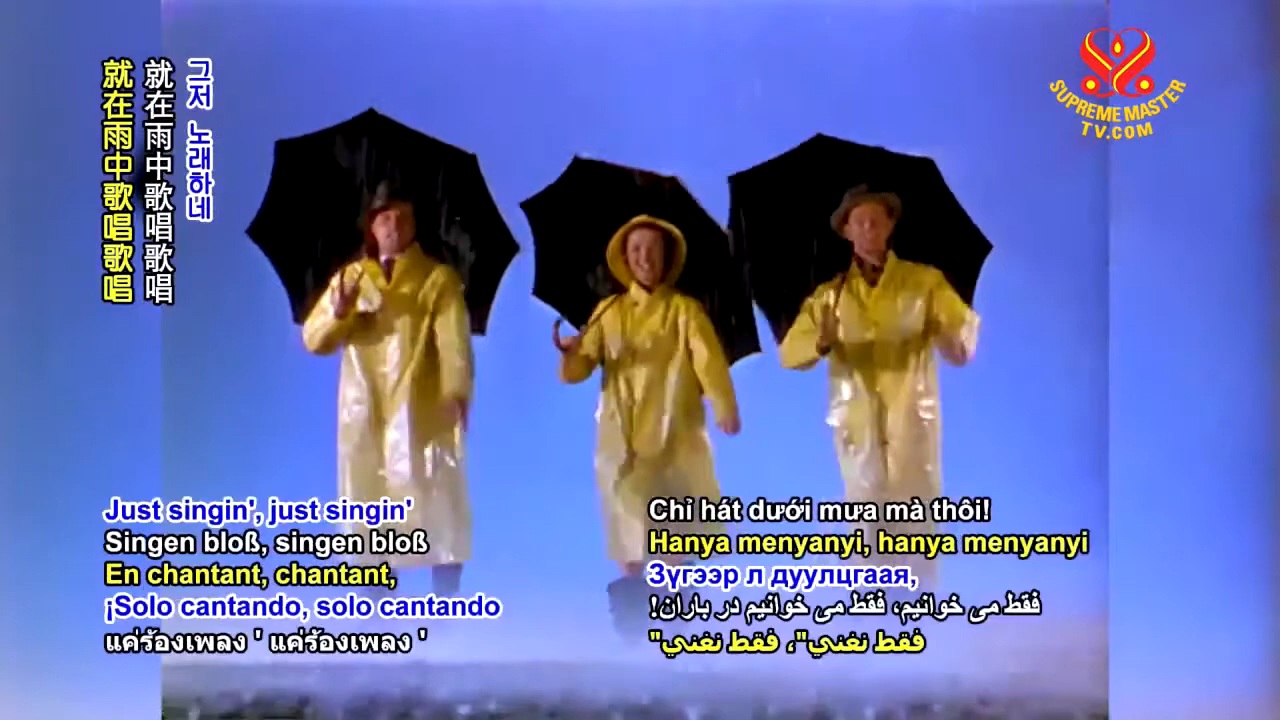 SUPREME MASTER
TV.COM
그저 노래하네
就在雨中歌唱歌唱
就在雨中歌唱歌唱
Just singin', just singin'
Singen bloß, singen bloß
En chantant, chantant,
¡Solo cantando, solo cantando
แค่ร้องเพลง ' แค่ร้องเพลง '
Chỉ hát dưới mưa mà thôi!
Hanya menyanyi, hanya menyanyi
Зүгээр л дуулцгаая,
فقط می خوانیم، فقط می خوانیم در باران!
فقط نغني"، فقط نغني"